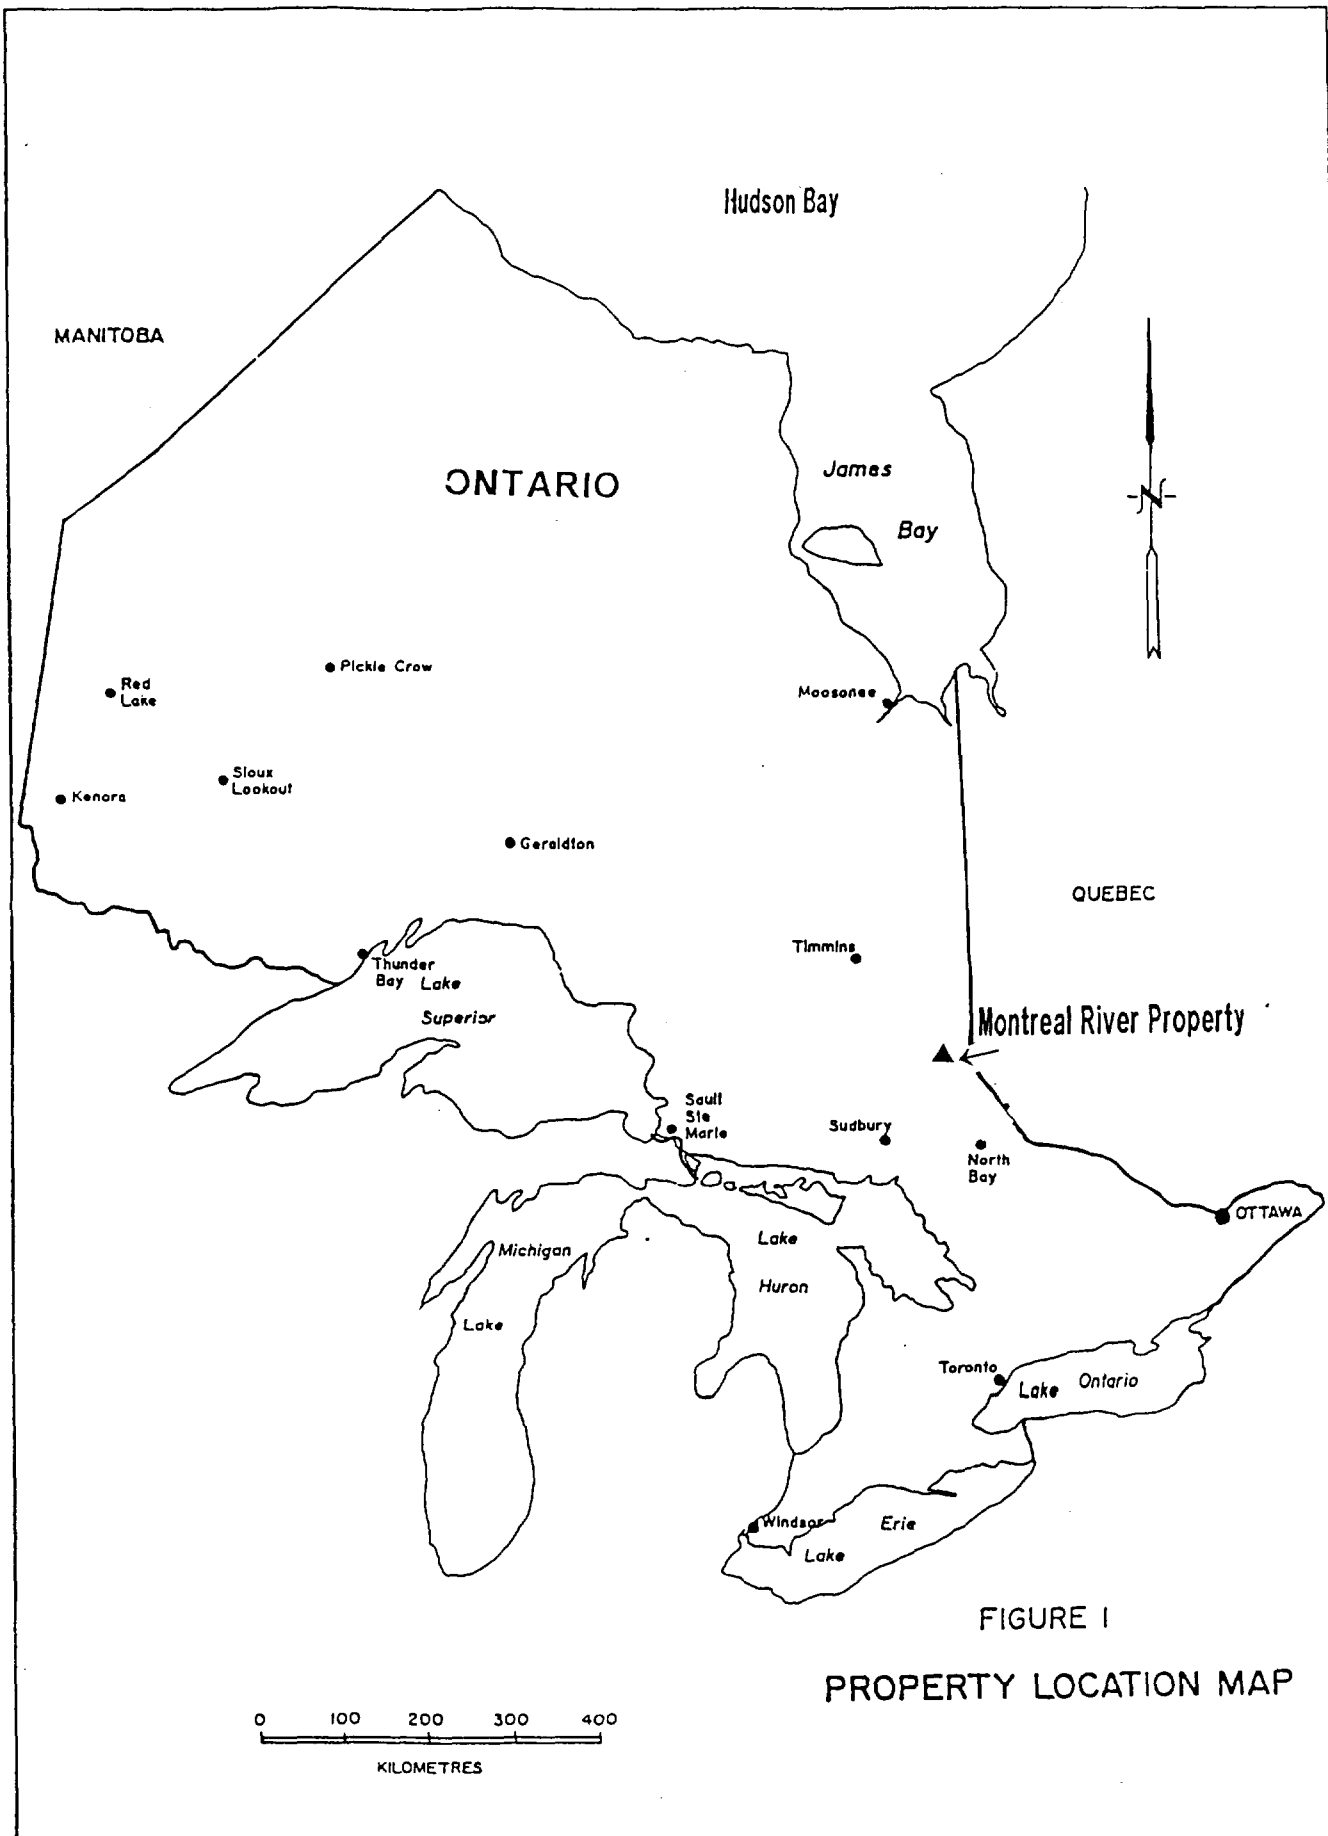 Hudson Bay
MANITOBA
ONTARIO
James
Bay
N
Pickle Crow
Red
Lake
Moosonee
Sioux
Lookout
Kenora
Geraldton
QUEBEC
Timmins
Thunder
Bay
Lake
Superior
Montreal River Property
Sault
Ste
Marie
Sudbury
North
Bay
OTTAWA
Lake
Huron
Michigan
Lake
Toronto
Lake Ontario
Windsor
Erie
Lake
FIGURE 1
PROPERTY LOCATION MAP
0 100 200 300 400
KILOMETRES